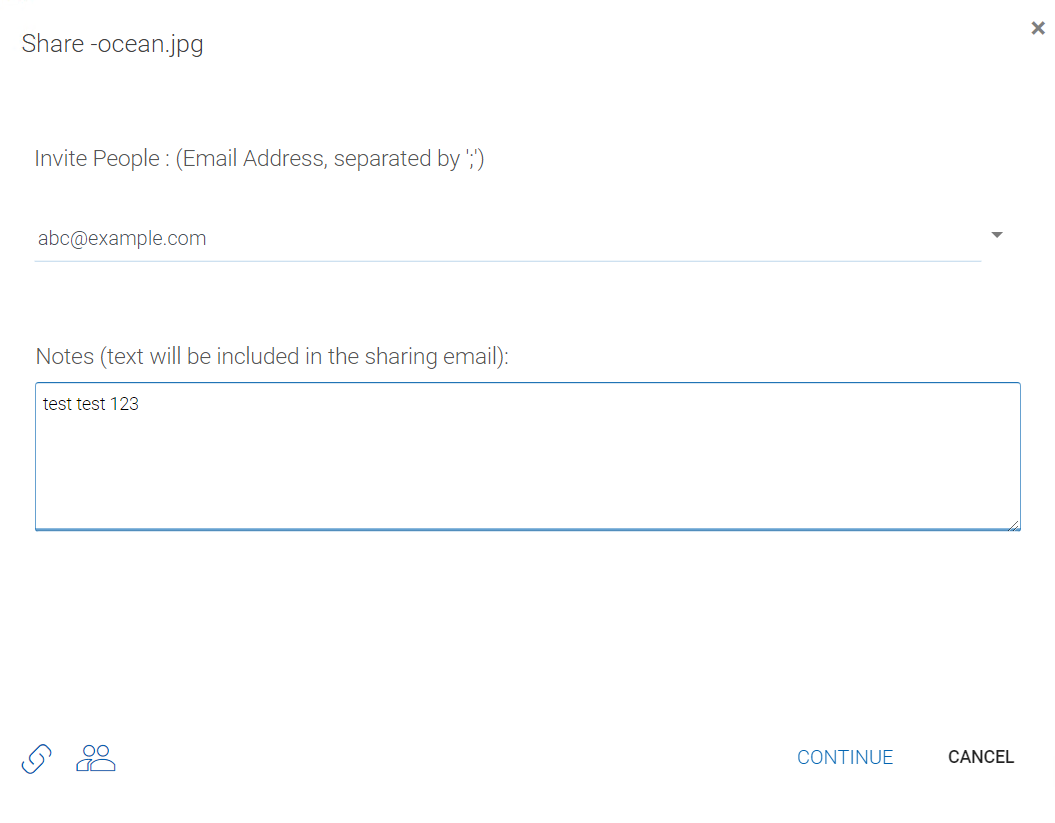 Share -ocean.jpg
Invite People : (Email Address, separated by ';')
abc@example.com
Notes (text will be included in the sharing email):
test test 123
CONTINUE CANCEL